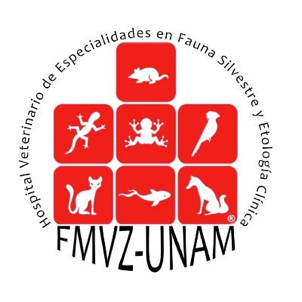 Hospital Veterinario de Especialidades en Fauna Silvestre y Etología Clínica
®
FMVZ-UNAM